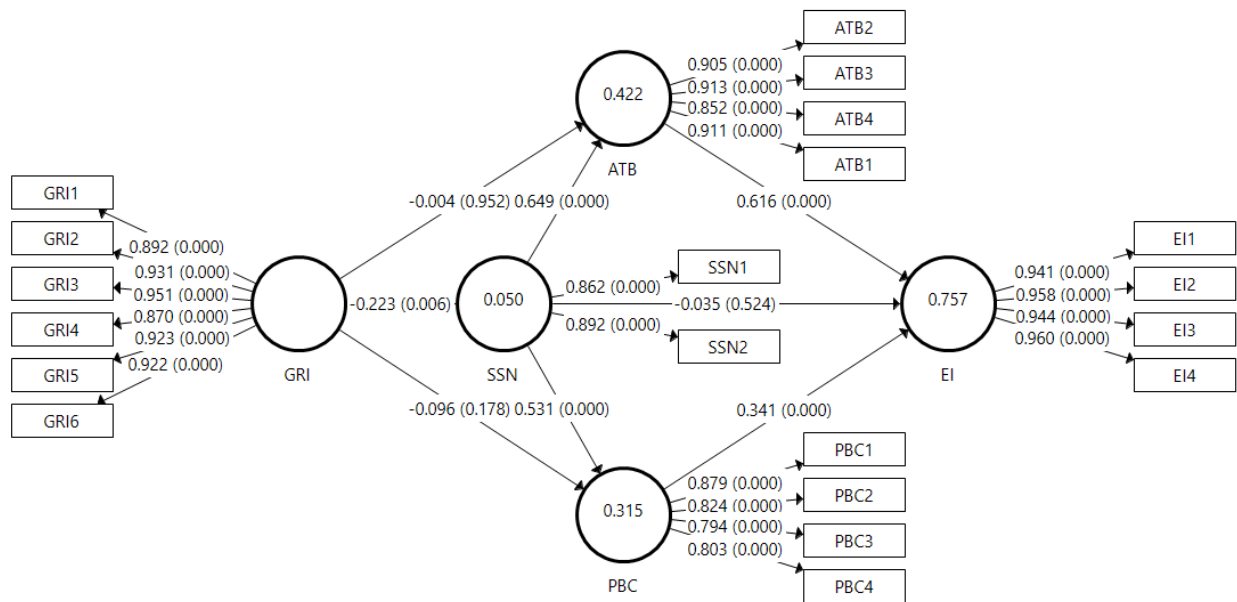 ATB2
0.905 (0.000)
ATB3
0.913 (0.000)
0.422
0.852 (0.000)
ATB4
0.911 (0.000)
ATB1
ATB
GRI1
GRI2
GRI3
GRI4
GRI5
GRI6
0.892 (0.000)
0.931 (0.000)
0.951 (0.000)
0.870 (0.000)
0.923 (0.000)
0.922 (0.000)
GRI
-0.004 (0.952)
0.649 (0.000)
0.616 (0.000)
-0.223 (0.006)
0.050
SSN
0.862 (0.000)
SSN1
-0.035 (0.524)
0.892 (0.000)
SSN2
0.757
EI
0.941 (0.000)
0.958 (0.000)
0.944 (0.000)
0.960 (0.000)
EI1
EI2
EI3
EI4
-0.096 (0.178)
0.531 (0.000)
0.341 (0.000)
0.315
PBC
0.879 (0.000)
0.824 (0.000)
0.794 (0.000)
0.803 (0.000)
PBC1
PBC2
PBC3
PBC4